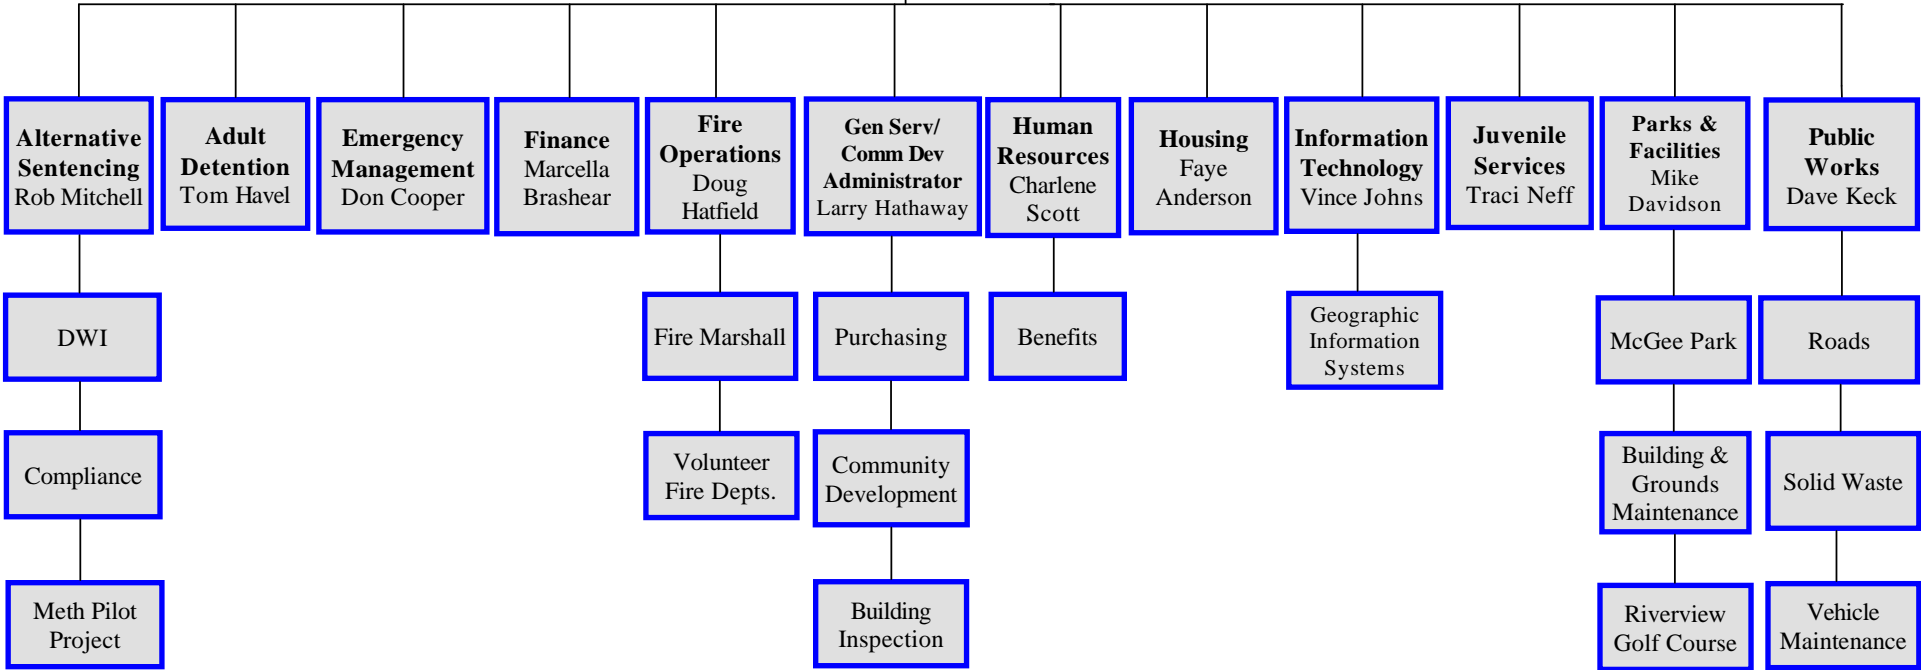 Alternative
Sentencing
Rob Mitchell
Adult
Detention
Tom Havel
Emergency
Management
Don Cooper
Finance
Marcella
Brashear
Fire
Operations
Doug
Hatfield
Gen Serv/
Comm Dev
Administrator
Larry Hathaway
Human
Resources
Charlene
Scott
Housing
Faye
Anderson
Information
Technology
Vince Johns
Juvenile
Services
Traci Neff
Parks &
Facilities
Mike
Davidson
Public
Works
Dave Keck
DWI
Fire Marshall
Purchasing
Benefits
Geographic
Information
Systems
McGee Park
Roads
Compliance
Volunteer
Fire Depts.
Community
Development
Building &
Grounds
Maintenance
Solid Waste
Meth Pilot
Project
Building
Inspection
Riverview
Golf Course
Vehicle
Maintenance